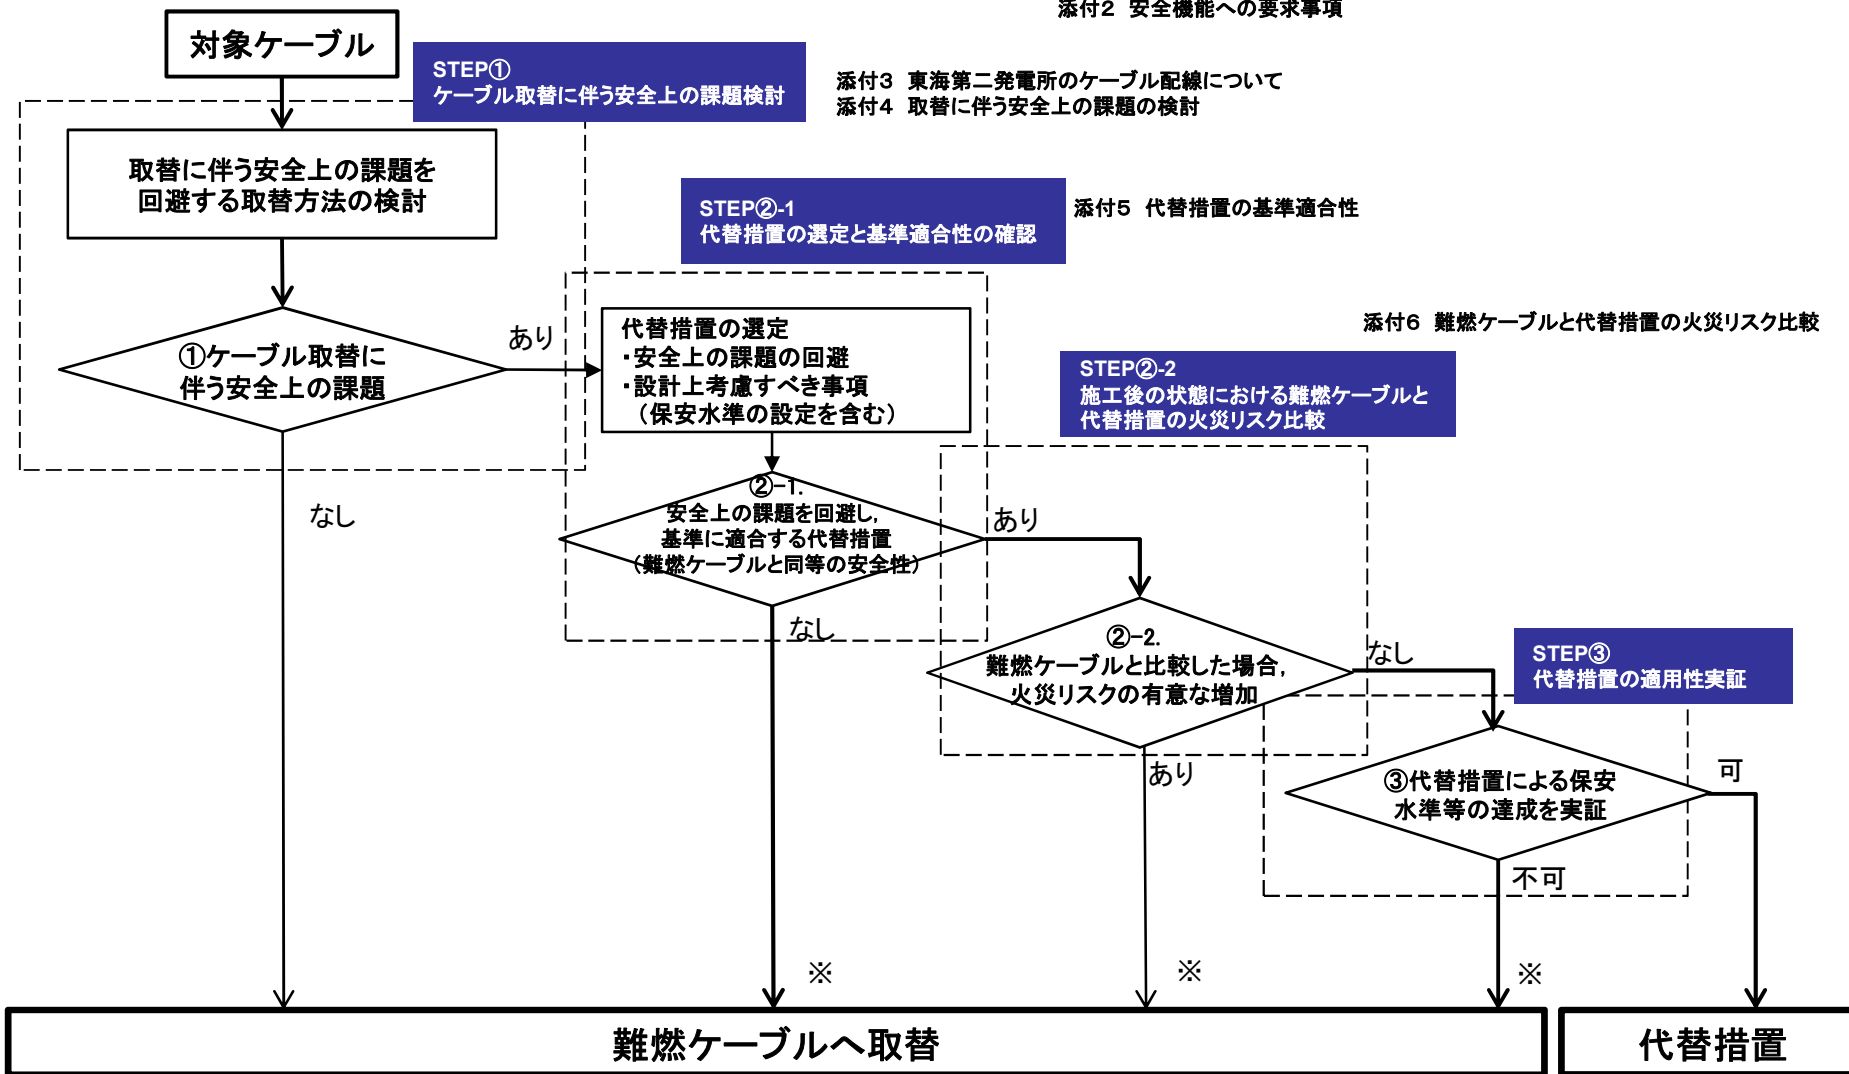 添付2 安全機能への要求事項
対象ケーブル
STEP①
ケーブル取替に伴う安全上の課題検討
添付3 東海第二発電所のケーブル配線について
添付4 取替に伴う安全上の課題の検討
取替に伴う安全上の課題を
回避する取替方法の検討
STEP②-1
代替措置の選定と基準適合性の確認
添付5 代替措置の基準適合性
①ケーブル取替に
伴う安全上の課題
あり
なし
代替措置の選定
・安全上の課題の回避
・設計上考慮すべき事項
（保安水準の設定を含む）
添付6 難燃ケーブルと代替措置の火災リスク比較
STEP②-2
施工後の状態における難燃ケーブルと
代替措置の火災リスク比較
②-1.
安全上の課題を回避し，
基準に適合する代替措置
（難燃ケーブルと同等の安全性）
あり
なし
②-2.
難燃ケーブルと比較した場合，
火災リスクの有意な増加
なし
あり
STEP③
代替措置の適用性実証
③代替措置による保安
水準等の達成を実証
可
不可
※
※
※
難燃ケーブルへ取替
代替措置